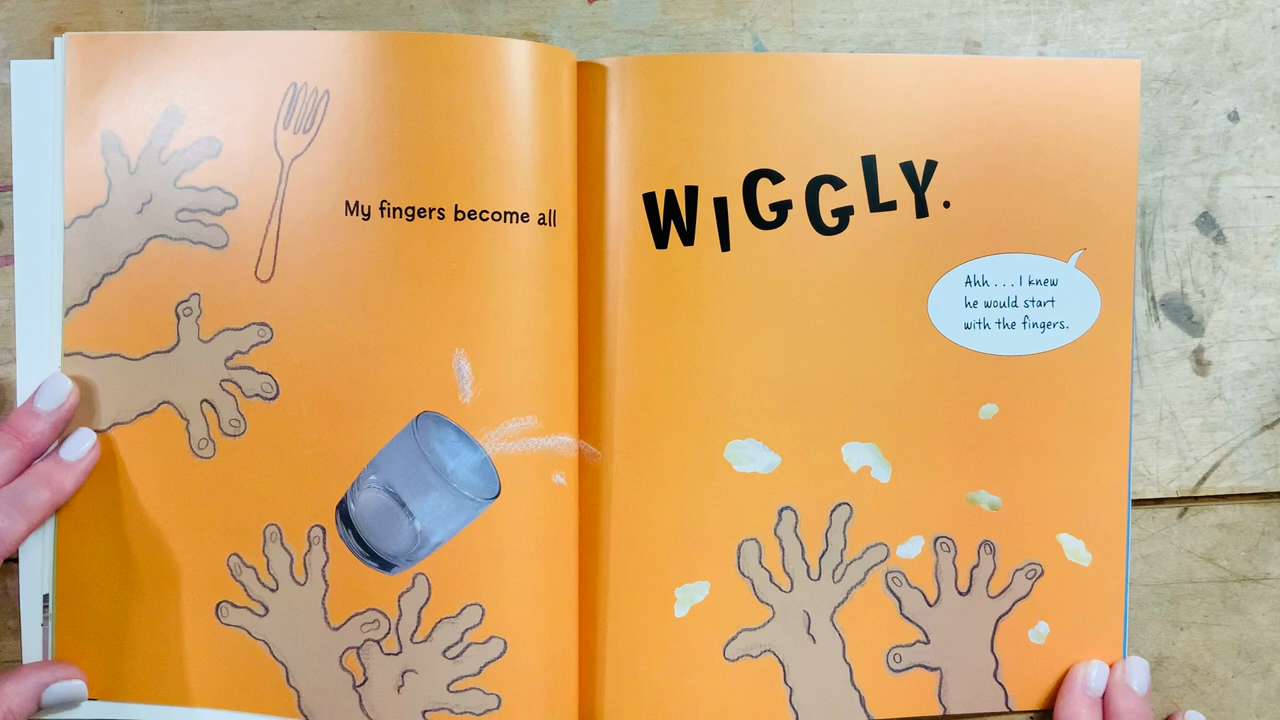 My fingers become all
WIGGLY.
Ahh . . . I knew
he would start
with the fingers.